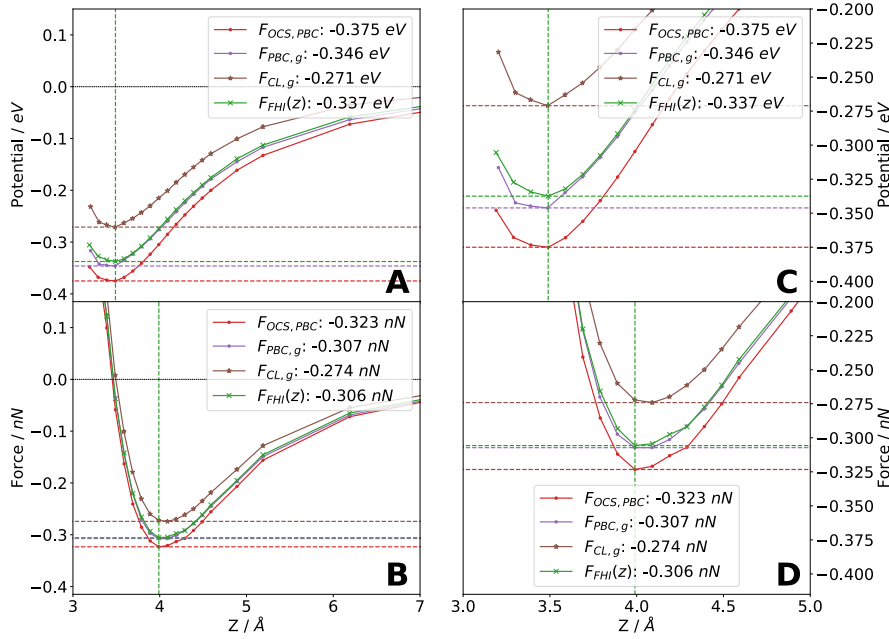 0.1
0.0
−0.1
−0.2
−0.3
−0.4
Potential / eV
F_OCS,PBC: -0.375 eV
F_PBC,g: -0.346 eV
F_CL,g: -0.271 eV
F_FHI(z): -0.337 eV
A
F_OCS,PBC: -0.375 eV
F_PBC,g: -0.346 eV
F_CL,g: -0.271 eV
F_FHI(z): -0.337 eV
C
−0.200
−0.225
−0.250
−0.275
−0.300
−0.325
−0.350
−0.375
−0.400
Potential / eV
0.1
0.0
−0.1
−0.2
−0.3
−0.4
Force / nN
F_OCS,PBC: -0.323 nN
F_PBC,g: -0.307 nN
F_CL,g: -0.274 nN
F_FHI(z): -0.306 nN
B
3 4 5 6 7
Z / Å
F_OCS,PBC: -0.323 nN
F_PBC,g: -0.307 nN
F_CL,g: -0.274 nN
F_FHI(z): -0.306 nN
D
−0.200
−0.225
−0.250
−0.275
−0.300
−0.325
−0.350
−0.375
−0.400
Force / nN
3.0 3.5 4.0 4.5 5.0
Z / Å